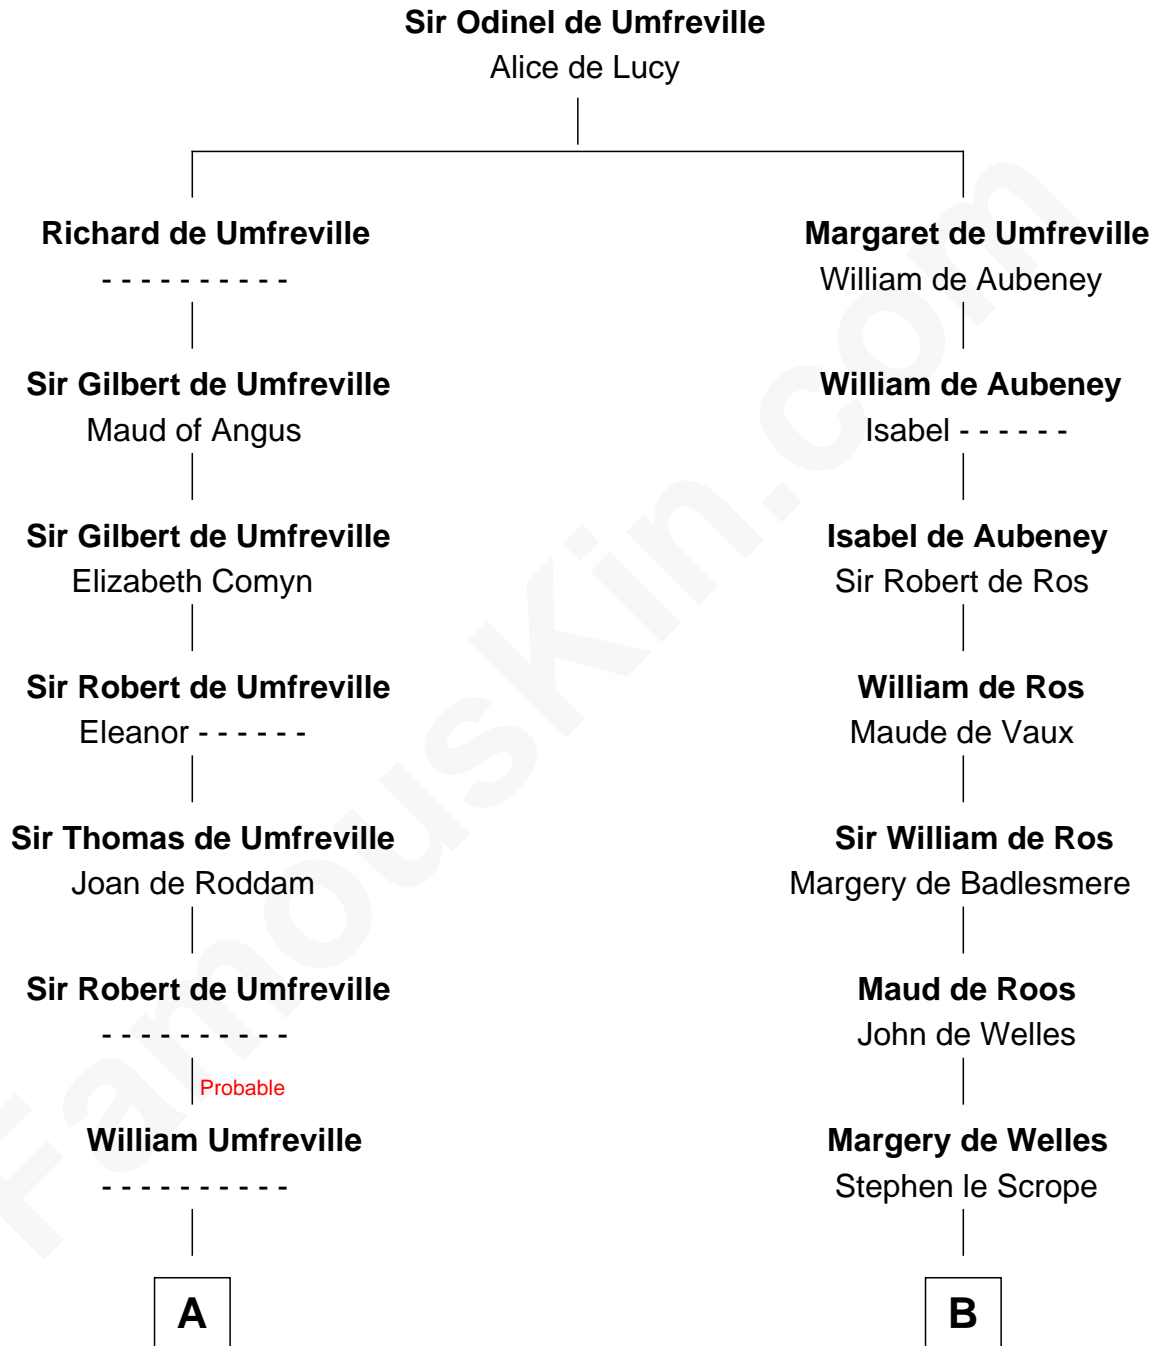 Sir Odinel de Umfreville
Alice de Lucy
Richard de Umfreville
- - - - - - - - - -
Margaret de Umfreville
William de Aubeney
Sir Gilbert de Umfreville
Maud of Angus
William de Aubeney
Isabel - - - - - -
Sir Gilbert de Umfreville
Elizabeth Comyn
Isabel de Aubeney
Sir Robert de Ros
Sir Robert de Umfreville
Eleanor - - - - - -
William de Ros
Maude de Vaux
Sir Thomas de Umfreville
Joan de Roddam
Sir William de Ros
Margery de Badlesmere
Sir Robert de Umfreville
- - - - - - - - - -
Maud de Roos
John de Welles
Probable
William Umfreville
- - - - - - - - - -
Margery de Welles
Stephen le Scrope
A
B
FamousKin.com